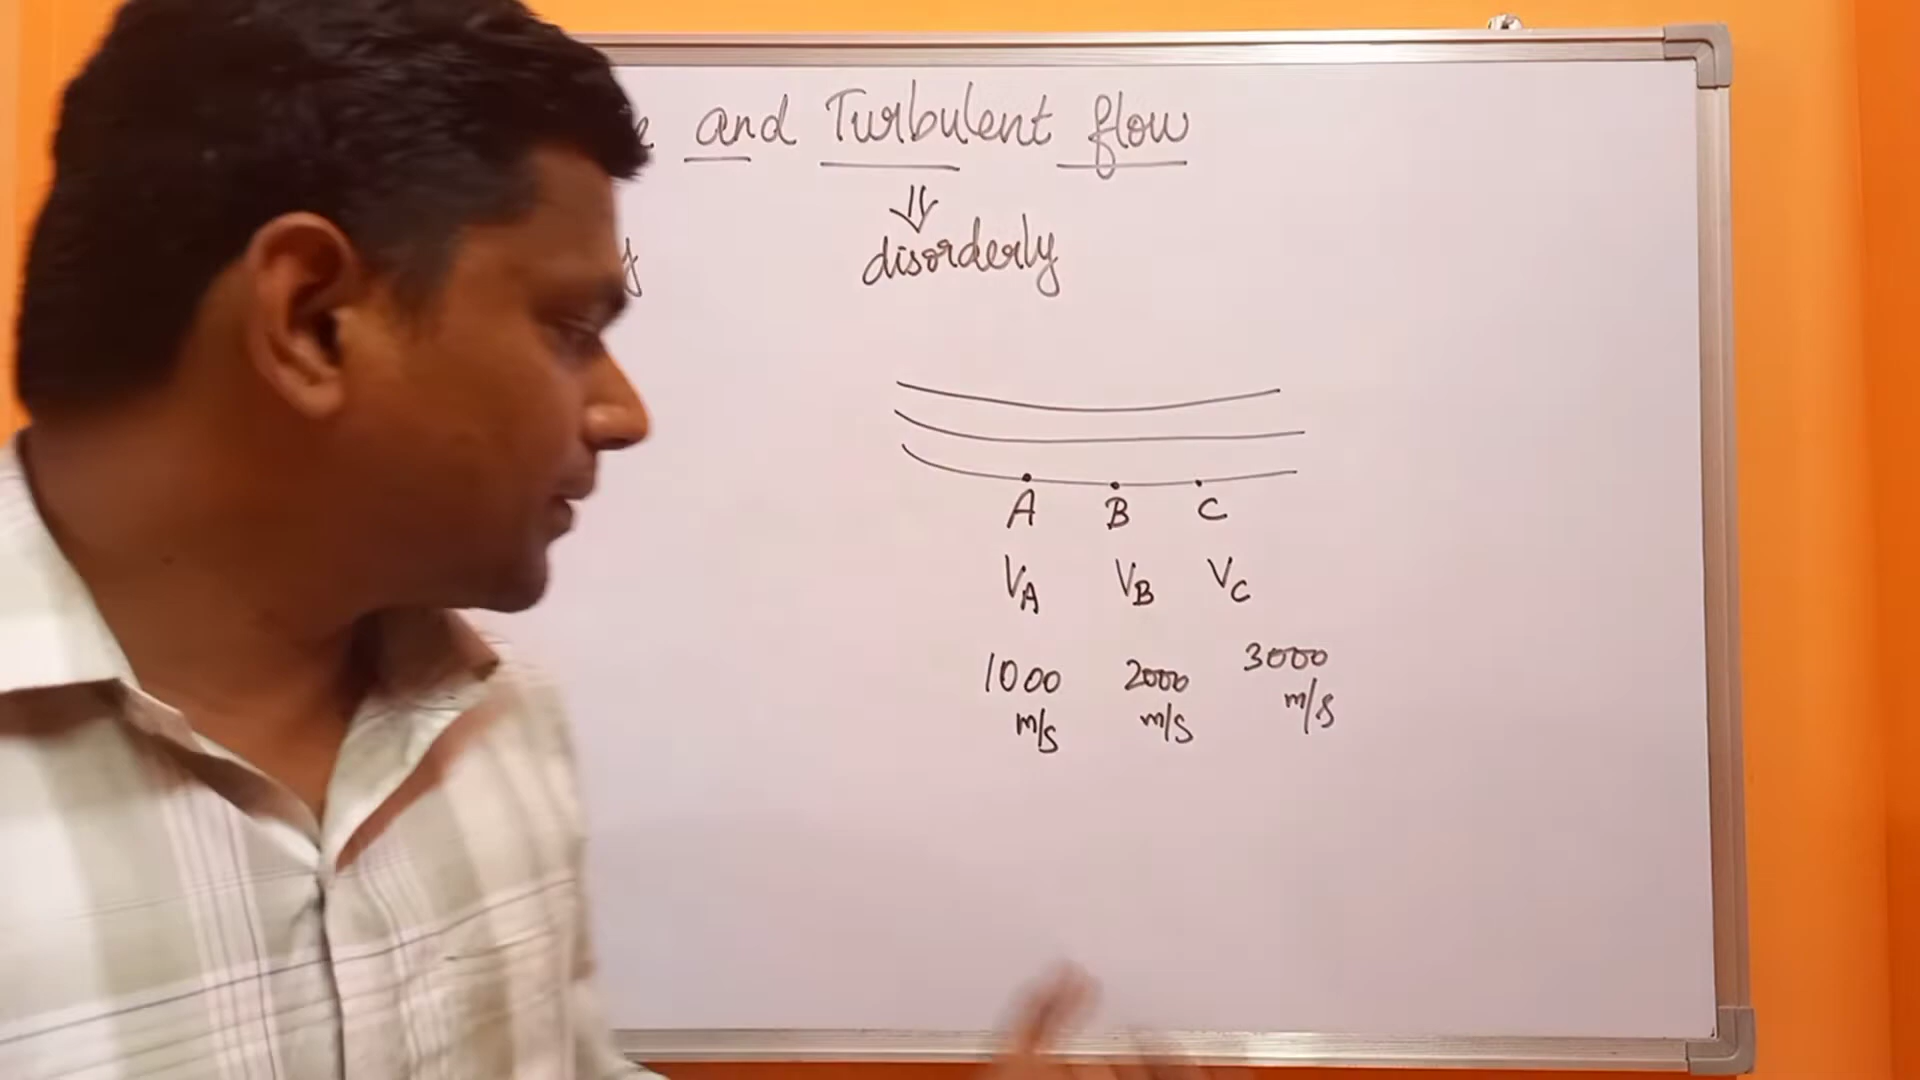 and Turbulent flow
disorderly
A B C
VA VB VC
1000 2000 3000
m/s m/s m/s